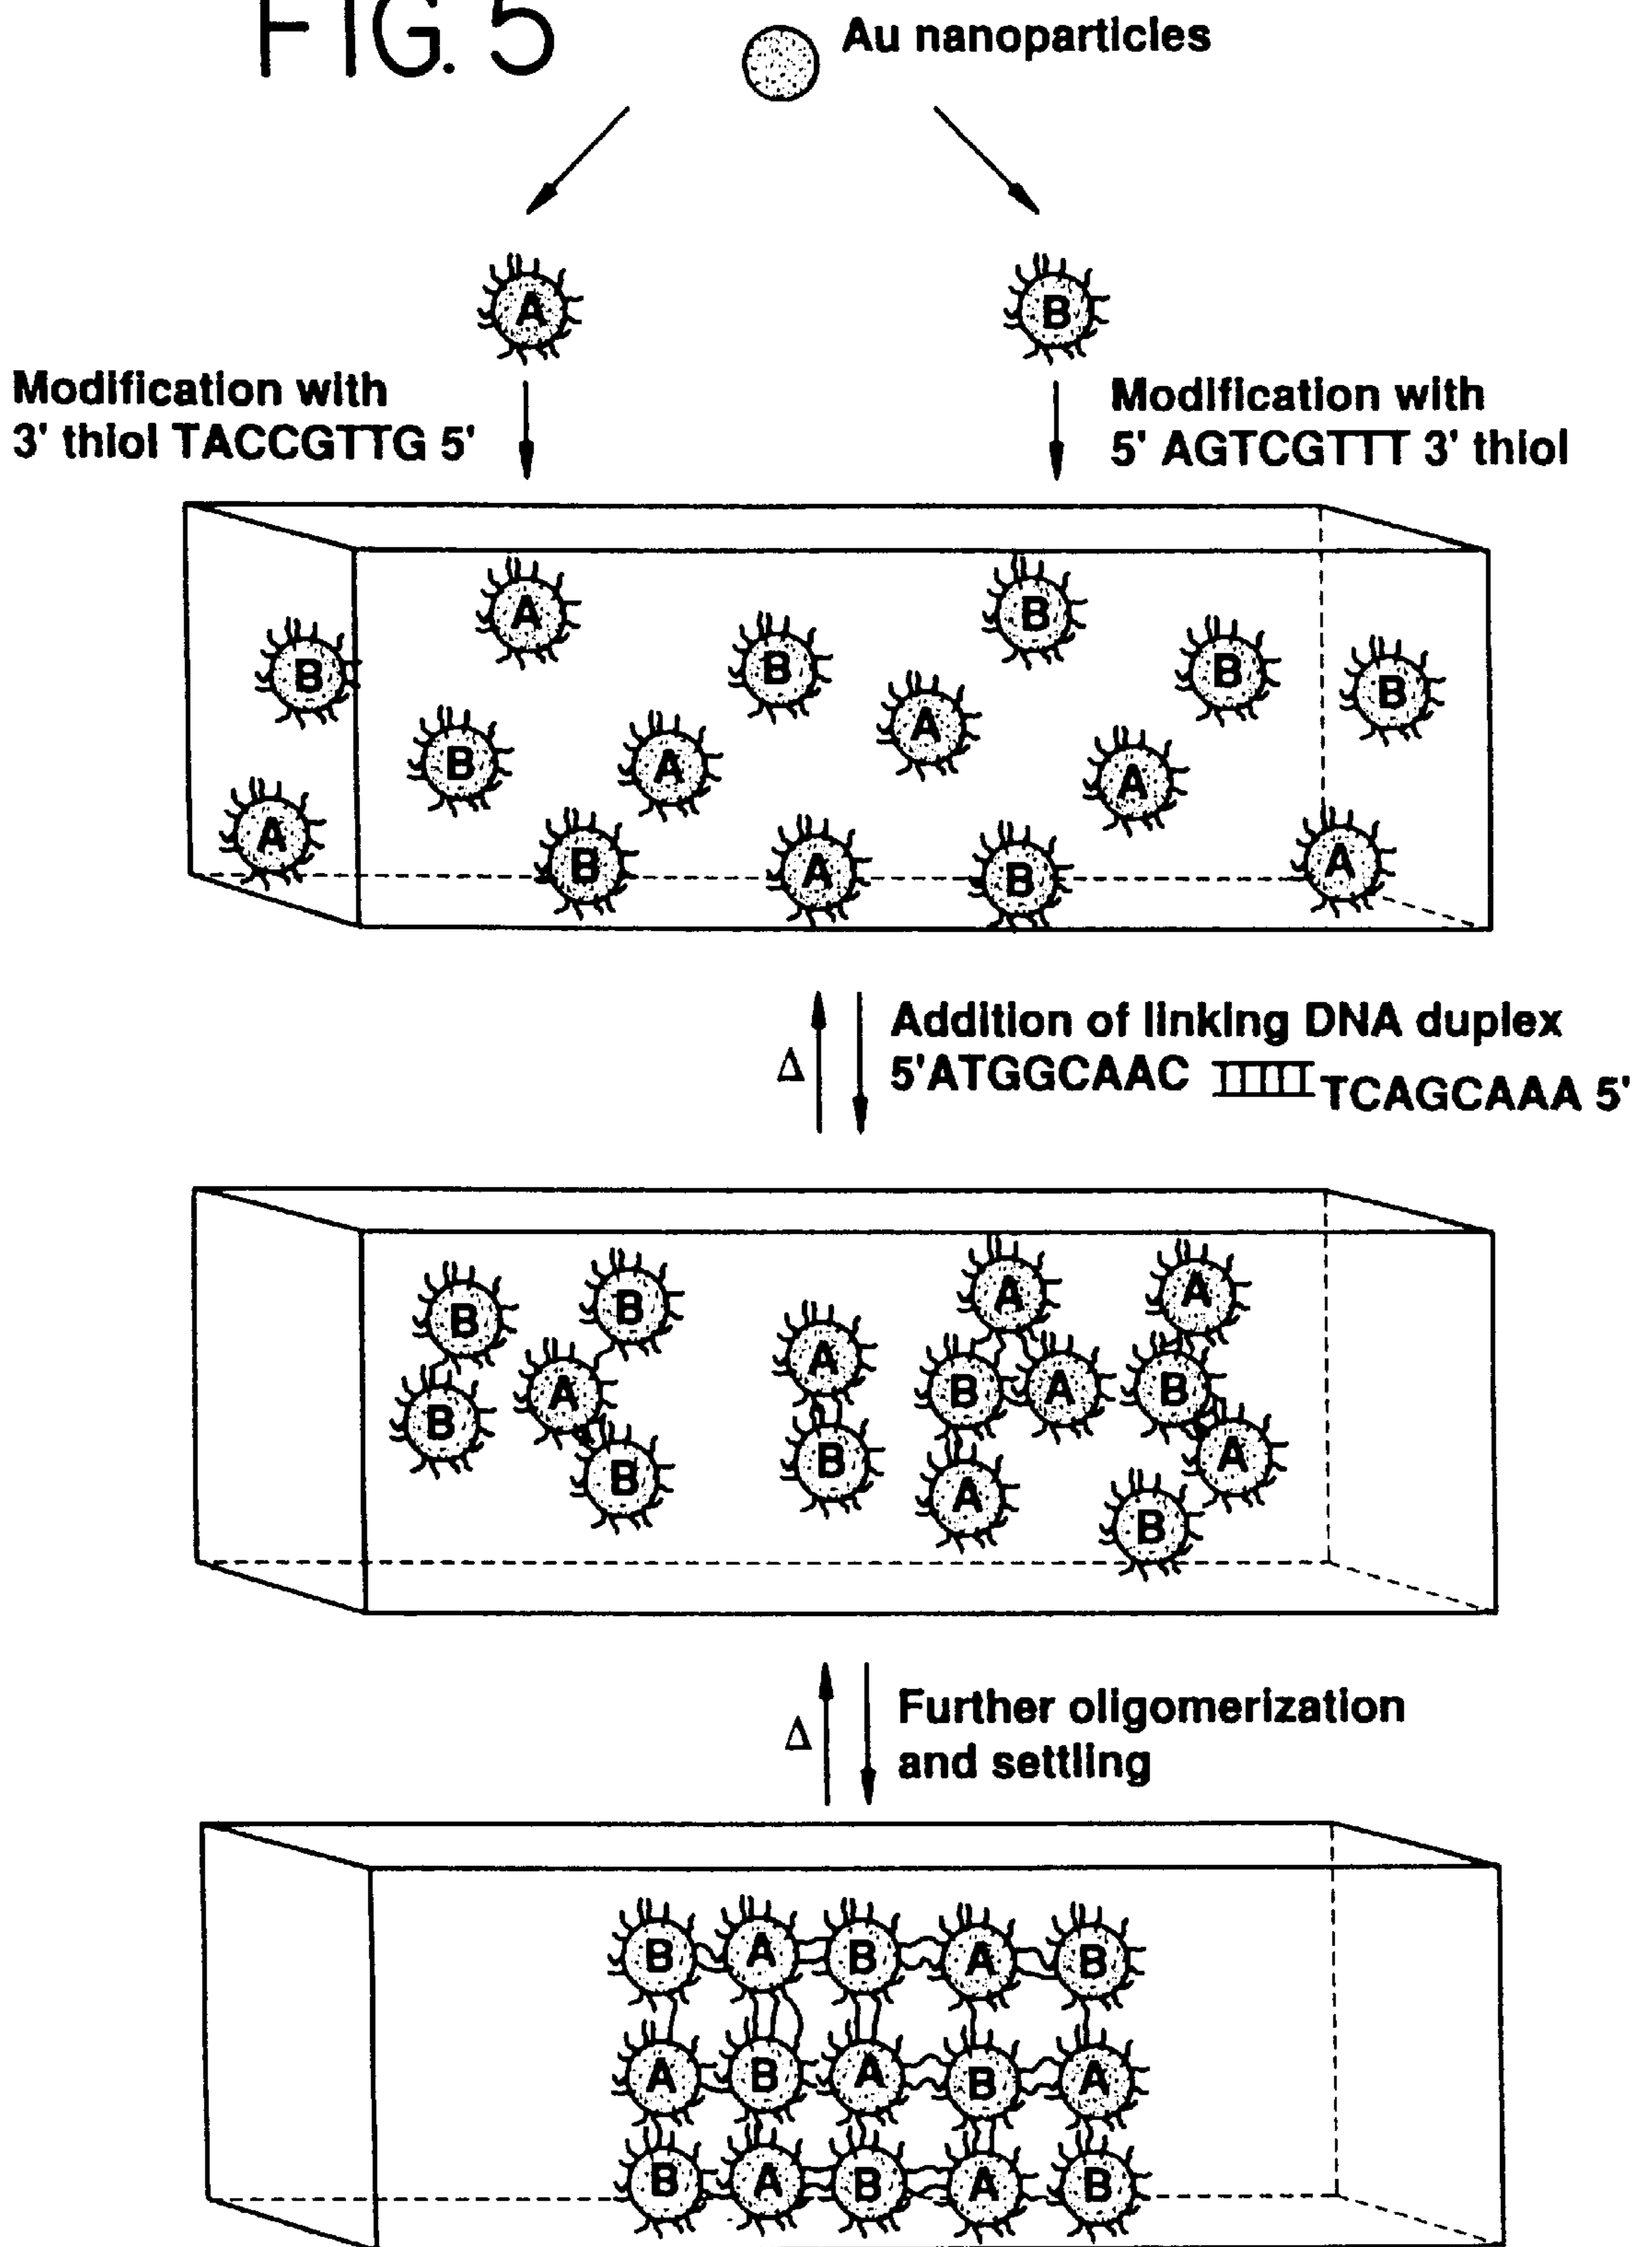 FIG. 5
Au nanoparticles
A
B
Modification with
3' thiol TACCGTTG 5'
Modification with
5' AGTCGTTT 3' thiol
A B
B B B B
A
B A A
A B A B A
Δ
Addition of linking DNA duplex
5'ATGGCAAC TCAGCAAA 5'
B B A A
A
B A B A B
B B A A
B
Δ
Further oligomerization
and settling
B A B A B
A B A B A
B A B A B